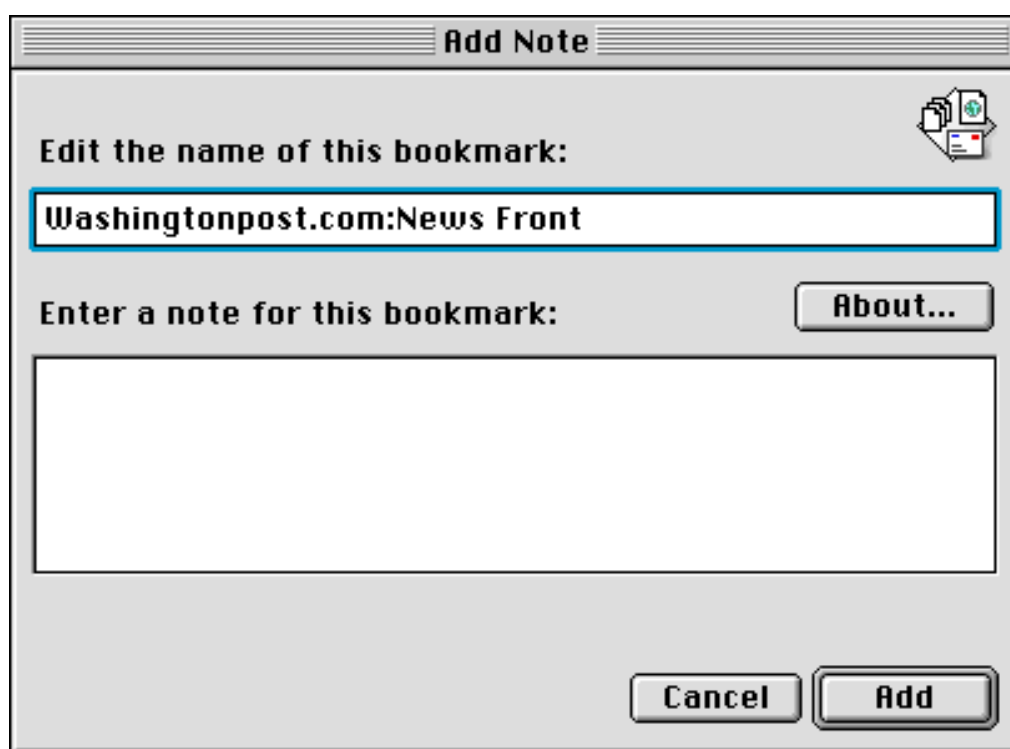 Add Note
Edit the name of this bookmark:
Washingtonpost.com:News Front
Enter a note for this bookmark:
About...
Cancel
Add